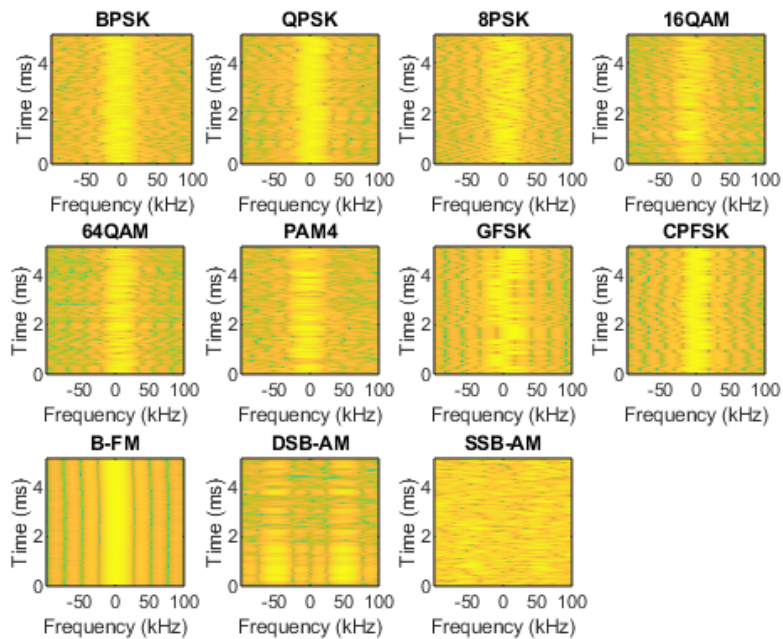 BPSK
QPSK
8PSK
16QAM
Time (ms)
4
2
0
Time (ms)
4
2
0
Time (ms)
4
2
0
Time (ms)
4
2
0
-50 0 50 100
-50 0 50 100
-50 0 50 100
-50 0 50 100
Frequency (kHz)
Frequency (kHz)
Frequency (kHz)
Frequency (kHz)
64QAM
PAM4
GFSK
CPFSK
Time (ms)
4
2
0
Time (ms)
4
2
0
Time (ms)
4
2
0
Time (ms)
4
2
0
-50 0 50 100
-50 0 50 100
-50 0 50 100
-50 0 50 100
Frequency (kHz)
Frequency (kHz)
Frequency (kHz)
Frequency (kHz)
B-FM
DSB-AM
SSB-AM
Time (ms)
4
2
0
Time (ms)
4
2
0
Time (ms)
4
2
0
-50 0 50 100
-50 0 50 100
-50 0 50 100
Frequency (kHz)
Frequency (kHz)
Frequency (kHz)